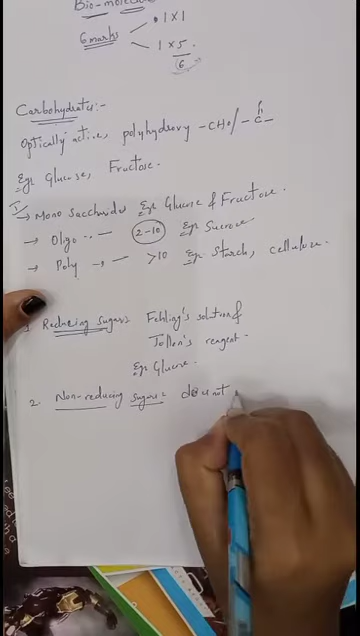 Bio-molecules
6 marks
1 X 1
1 X 5
6
Carbohydrates:-
Optically active, polyhydroxy -CHO/ -C-
Eg: Glucose, Fructose.
Mono Saccharides Eg: Glucose & Fructose.
→ Oligo " - 2-10 Eg: Sucrose
→ Poly " - >10 Eg: Starch, cellulose.
1. Reducing sugars: Fehling's solution &
Tollen's reagent.
Eg: Glucose.
2. Non-reducing sugars: does not